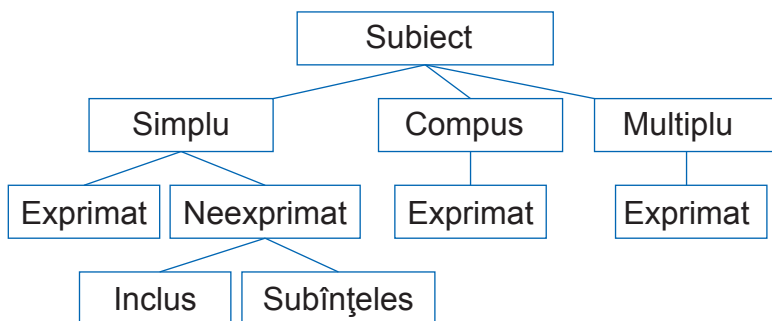 Subiect
Simplu Compus Multiplu
Exprimat Neexprimat Exprimat Exprimat
Inclus Subînţeles